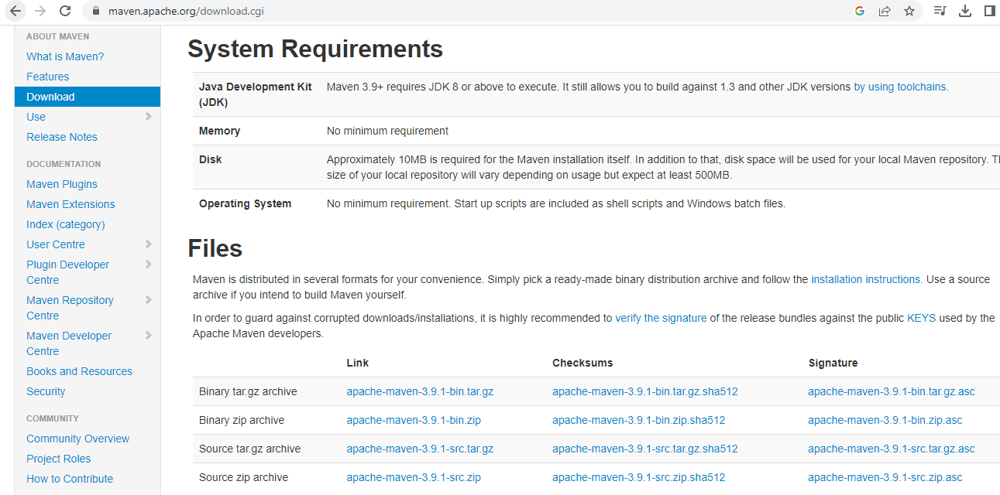 maven.apache.org/download.cgi
ABOUT MAVEN
What is Maven?
Features
Download
Use
Release Notes
DOCUMENTATION
Maven Plugins
Maven Extensions
Index (category)
User Centre
Plugin Developer
Centre
Maven Repository
Centre
Maven Developer
Centre
Books and Resources
Security
COMMUNITY
Community Overview
Project Roles
How to Contribute
System Requirements
Java Development Kit Maven 3.9+ requires JDK 8 or above to execute. It still allows you to build against 1.3 and other JDK versions by using toolchains.
(JDK)
Memory No minimum requirement
Disk Approximately 10MB is required for the Maven installation itself. In addition to that, disk space will be used for your local Maven repository.
size of your local repository will vary depending on usage but expect at least 500MB.
Operating System No minimum requirement. Start up scripts are included as shell scripts and Windows batch files.
Files
Maven is distributed in several formats for your convenience. Simply pick a ready-made binary distribution archive and follow the installation instructions. Use a source
archive if you intend to build Maven yourself.
In order to guard against corrupted downloads/installations, it is highly recommended to verify the signature of the release bundles against the public KEYS used by the
Apache Maven developers.
Link Checksums Signature
Binary tar.gz archive apache-maven-3.9.1-bin.tar.gz apache-maven-3.9.1-bin.tar.gz.sha512 apache-maven-3.9.1-bin.tar.gz.asc
Binary zip archive apache-maven-3.9.1-bin.zip apache-maven-3.9.1-bin.zip.sha512 apache-maven-3.9.1-bin.zip.asc
Source tar.gz archive apache-maven-3.9.1-src.tar.gz apache-maven-3.9.1-src.tar.gz.sha512 apache-maven-3.9.1-src.tar.gz.asc
Source zip archive apache-maven-3.9.1-src.zip apache-maven-3.9.1-src.zip.sha512 apache-maven-3.9.1-src.zip.asc